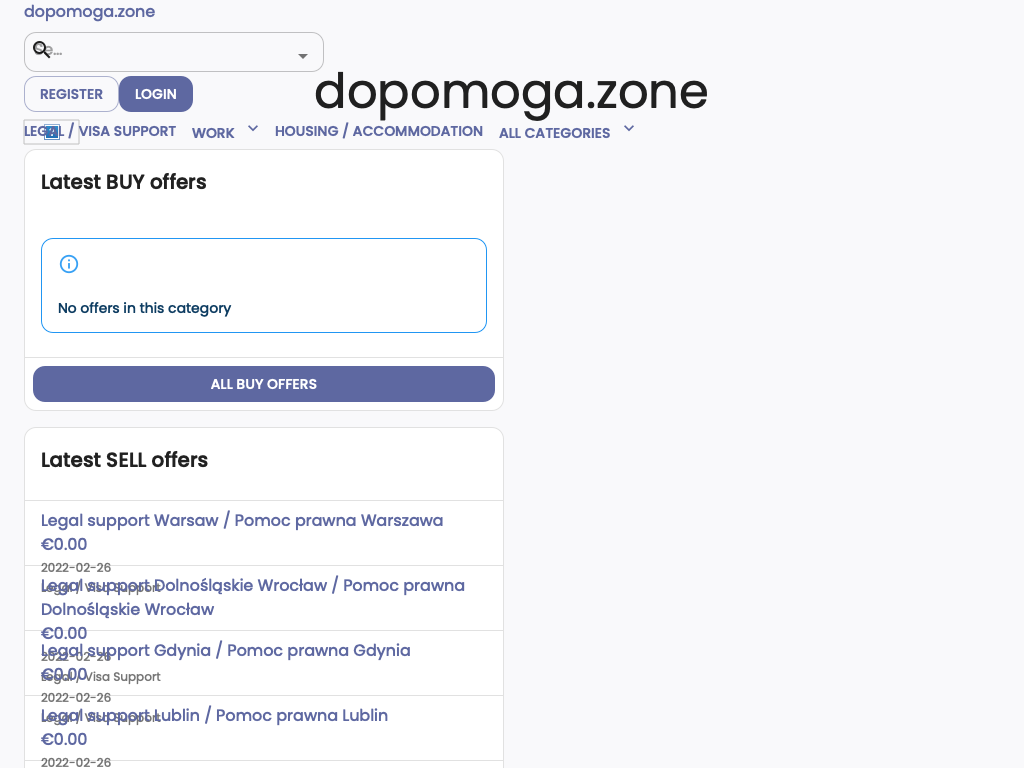 dopomoga.zone
REGISTER
LOGIN
dopomoga.zone
LEGAL / VISA SUPPORT
WORK
HOUSING / ACCOMMODATION
ALL CATEGORIES
Latest BUY offers
No offers in this category
ALL BUY OFFERS
Latest SELL offers
Legal support Warsaw / Pomoc prawna Warszawa
€0.00
2022-02-26
Legal / Visa Support
Legal support Dolnośląskie Wrocław / Pomoc prawna
Dolnośląskie Wrocław
€0.00
2022-02-26
Legal / Visa Support
Legal support Gdynia / Pomoc prawna Gdynia
€0.00
2022-02-26
Legal / Visa Support
Legal support Lublin / Pomoc prawna Lublin
€0.00
2022-02-26